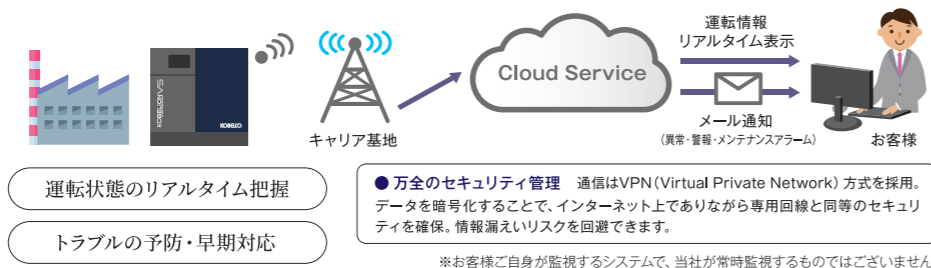 運転情報
リアルタイム表示
Cloud Service
KOBELION SA/VS
KOBELCO
キャリア基地
メール通知
(異常・警報・メンテナンスアラーム)
お客様
運転状態のリアルタイム把握
トラブルの予防・早期対応
● 万全のセキュリティ管理 通信はVPN(Virtual Private Network)方式を採用。
データを暗号化することで、インターネット上でありながら専用回線と同等のセキュリ
ティを確保。情報漏えいリスクを回避できます。
※お客様ご自身が監視するシステムで、当社が常時監視するものではございません